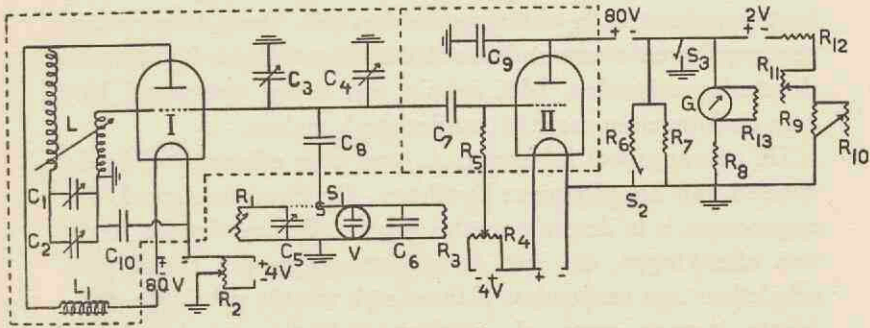 80V
2V
C₃
C₄
C₉
S₃
R₁₂
R₁₁
L
I
C₇
II
G
R₁₃
R₉
R₁₀
C₈
R₅
R₆
R₇
R₈
S₂
C₁
C₂
C₁₀
R₁
S
S₁
C₅
V
C₆
R₃
R₄
4V
L₁
80V
R₂
4V